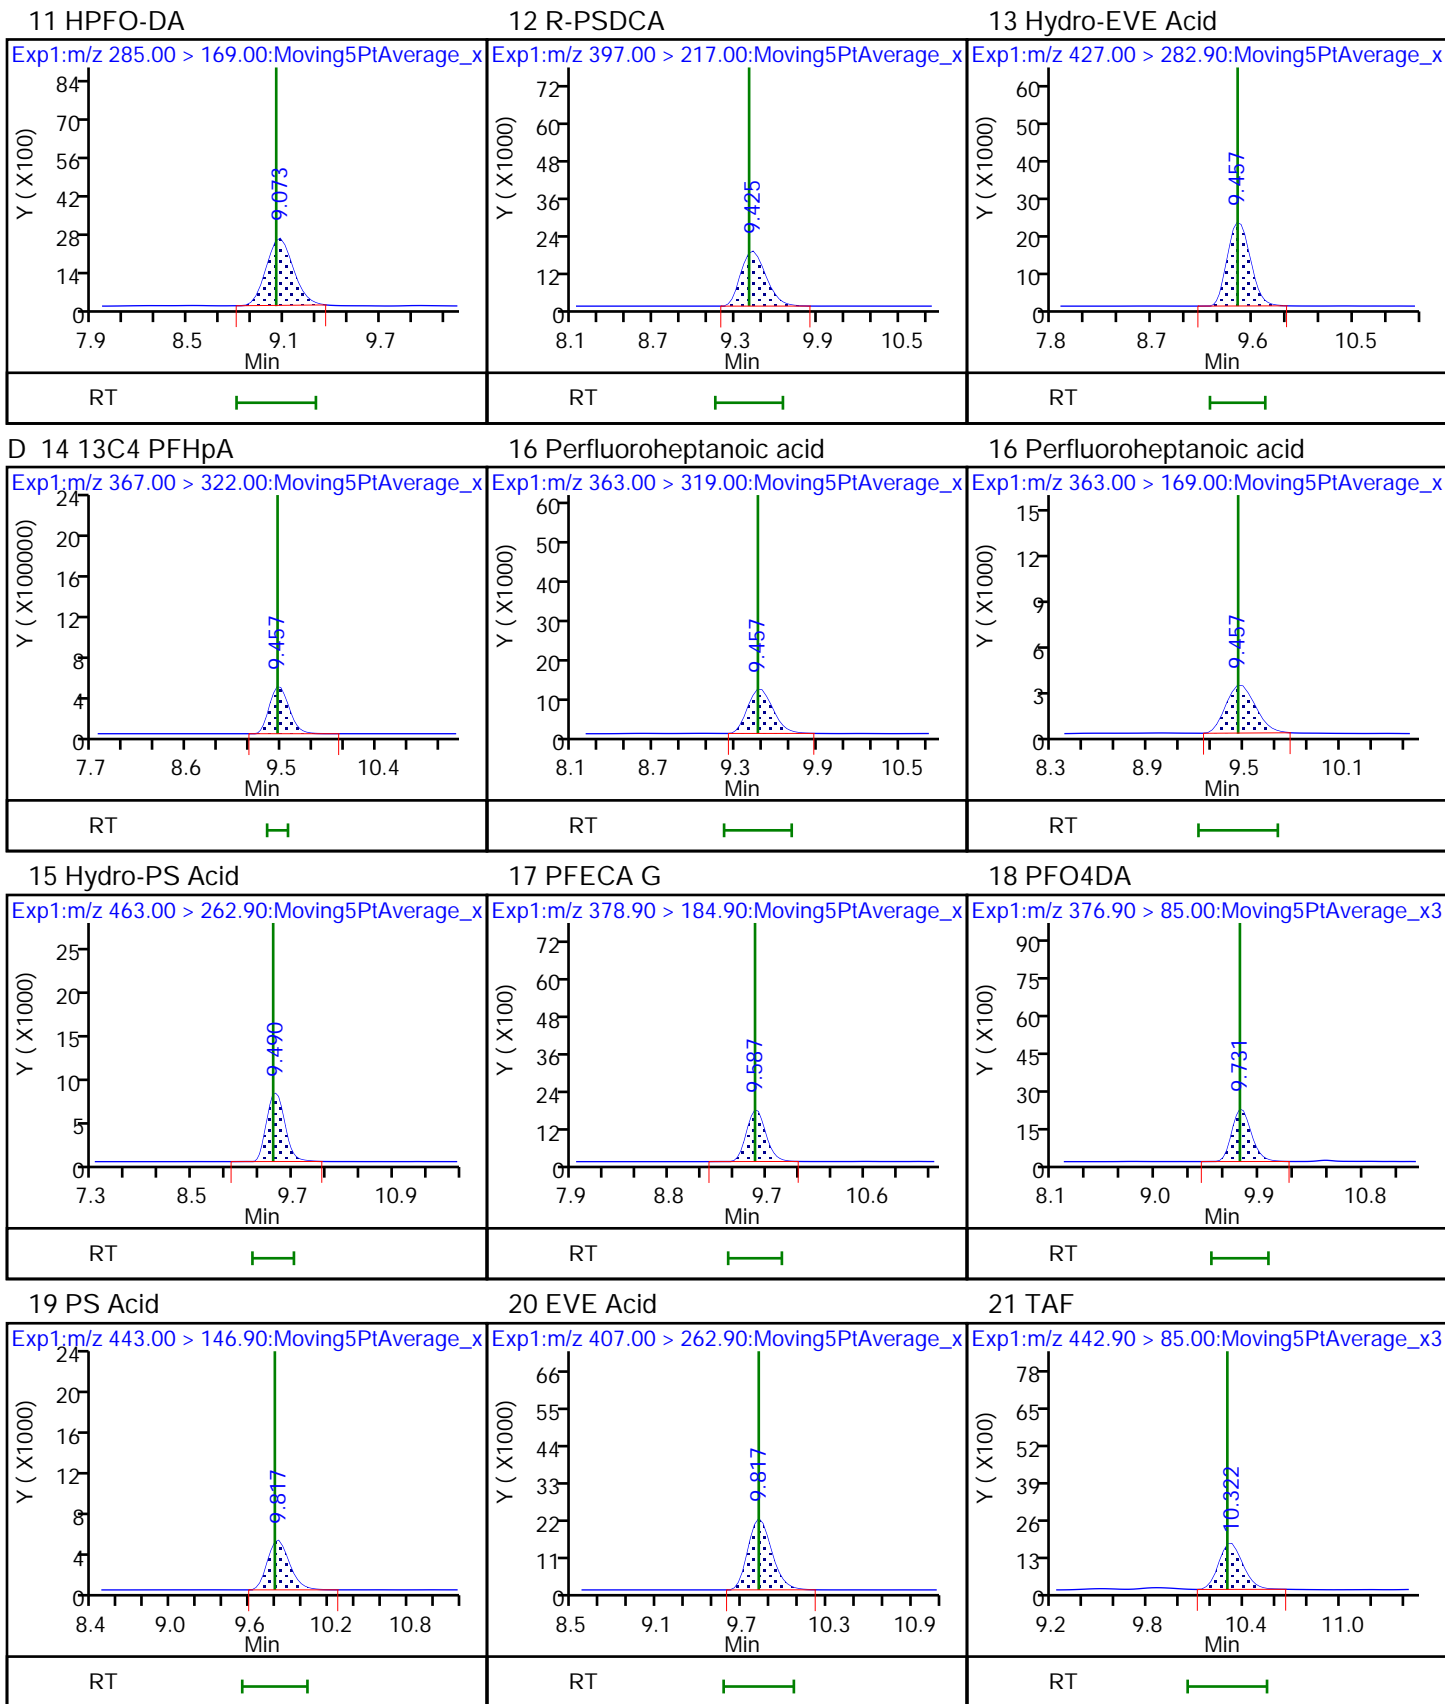 11 HPFO-DA
Exp1:m/z 285.00 > 169.00:Moving5PtAverage_x
Y ( X100)
84
70
56
42
28
14
0
9.073
7.9 8.5 9.1 9.7
Min
RT
12 R-PSDCA
Exp1:m/z 397.00 > 217.00:Moving5PtAverage_x
Y ( X1000)
72
60
48
36
24
12
0
9.425
8.1 8.7 9.3 9.9 10.5
Min
RT
13 Hydro-EVE Acid
Exp1:m/z 427.00 > 282.90:Moving5PtAverage_x
Y ( X1000)
60
50
40
30
20
10
0
9.457
7.8 8.7 9.6 10.5
Min
RT
D 14 13C4 PFHpA
Exp1:m/z 367.00 > 322.00:Moving5PtAverage_x
Y ( X100000)
24
20
16
12
8
4
0
9.457
7.7 8.6 9.5 10.4
Min
RT
16 Perfluoroheptanoic acid
Exp1:m/z 363.00 > 319.00:Moving5PtAverage_x
Y ( X1000)
60
50
40
30
20
10
0
9.457
8.1 8.7 9.3 9.9 10.5
Min
RT
16 Perfluoroheptanoic acid
Exp1:m/z 363.00 > 169.00:Moving5PtAverage_x
Y ( X1000)
15
12
9
6
3
0
9.457
8.3 8.9 9.5 10.1
Min
RT
15 Hydro-PS Acid
Exp1:m/z 463.00 > 262.90:Moving5PtAverage_x
Y ( X1000)
25
20
15
10
5
0
9.490
7.3 8.5 9.7 10.9
Min
RT
17 PFECA G
Exp1:m/z 378.90 > 184.90:Moving5PtAverage_x
Y ( X100)
72
60
48
36
24
12
0
9.587
7.9 8.8 9.7 10.6
Min
RT
18 PFO4DA
Exp1:m/z 376.90 > 85.00:Moving5PtAverage_x3
Y ( X100)
90
75
60
45
30
15
0
9.731
8.1 9.0 9.9 10.8
Min
RT
19 PS Acid
Exp1:m/z 443.00 > 146.90:Moving5PtAverage_x
Y ( X1000)
24
20
16
12
8
4
0
9.817
8.4 9.0 9.6 10.2 10.8
Min
RT
20 EVE Acid
Exp1:m/z 407.00 > 262.90:Moving5PtAverage_x
Y ( X1000)
66
55
44
33
22
11
0
9.817
8.5 9.1 9.7 10.3 10.9
Min
RT
21 TAF
Exp1:m/z 442.90 > 85.00:Moving5PtAverage_x3
Y ( X100)
78
65
52
39
26
13
0
10.322
9.2 9.8 10.4 11.0
Min
RT